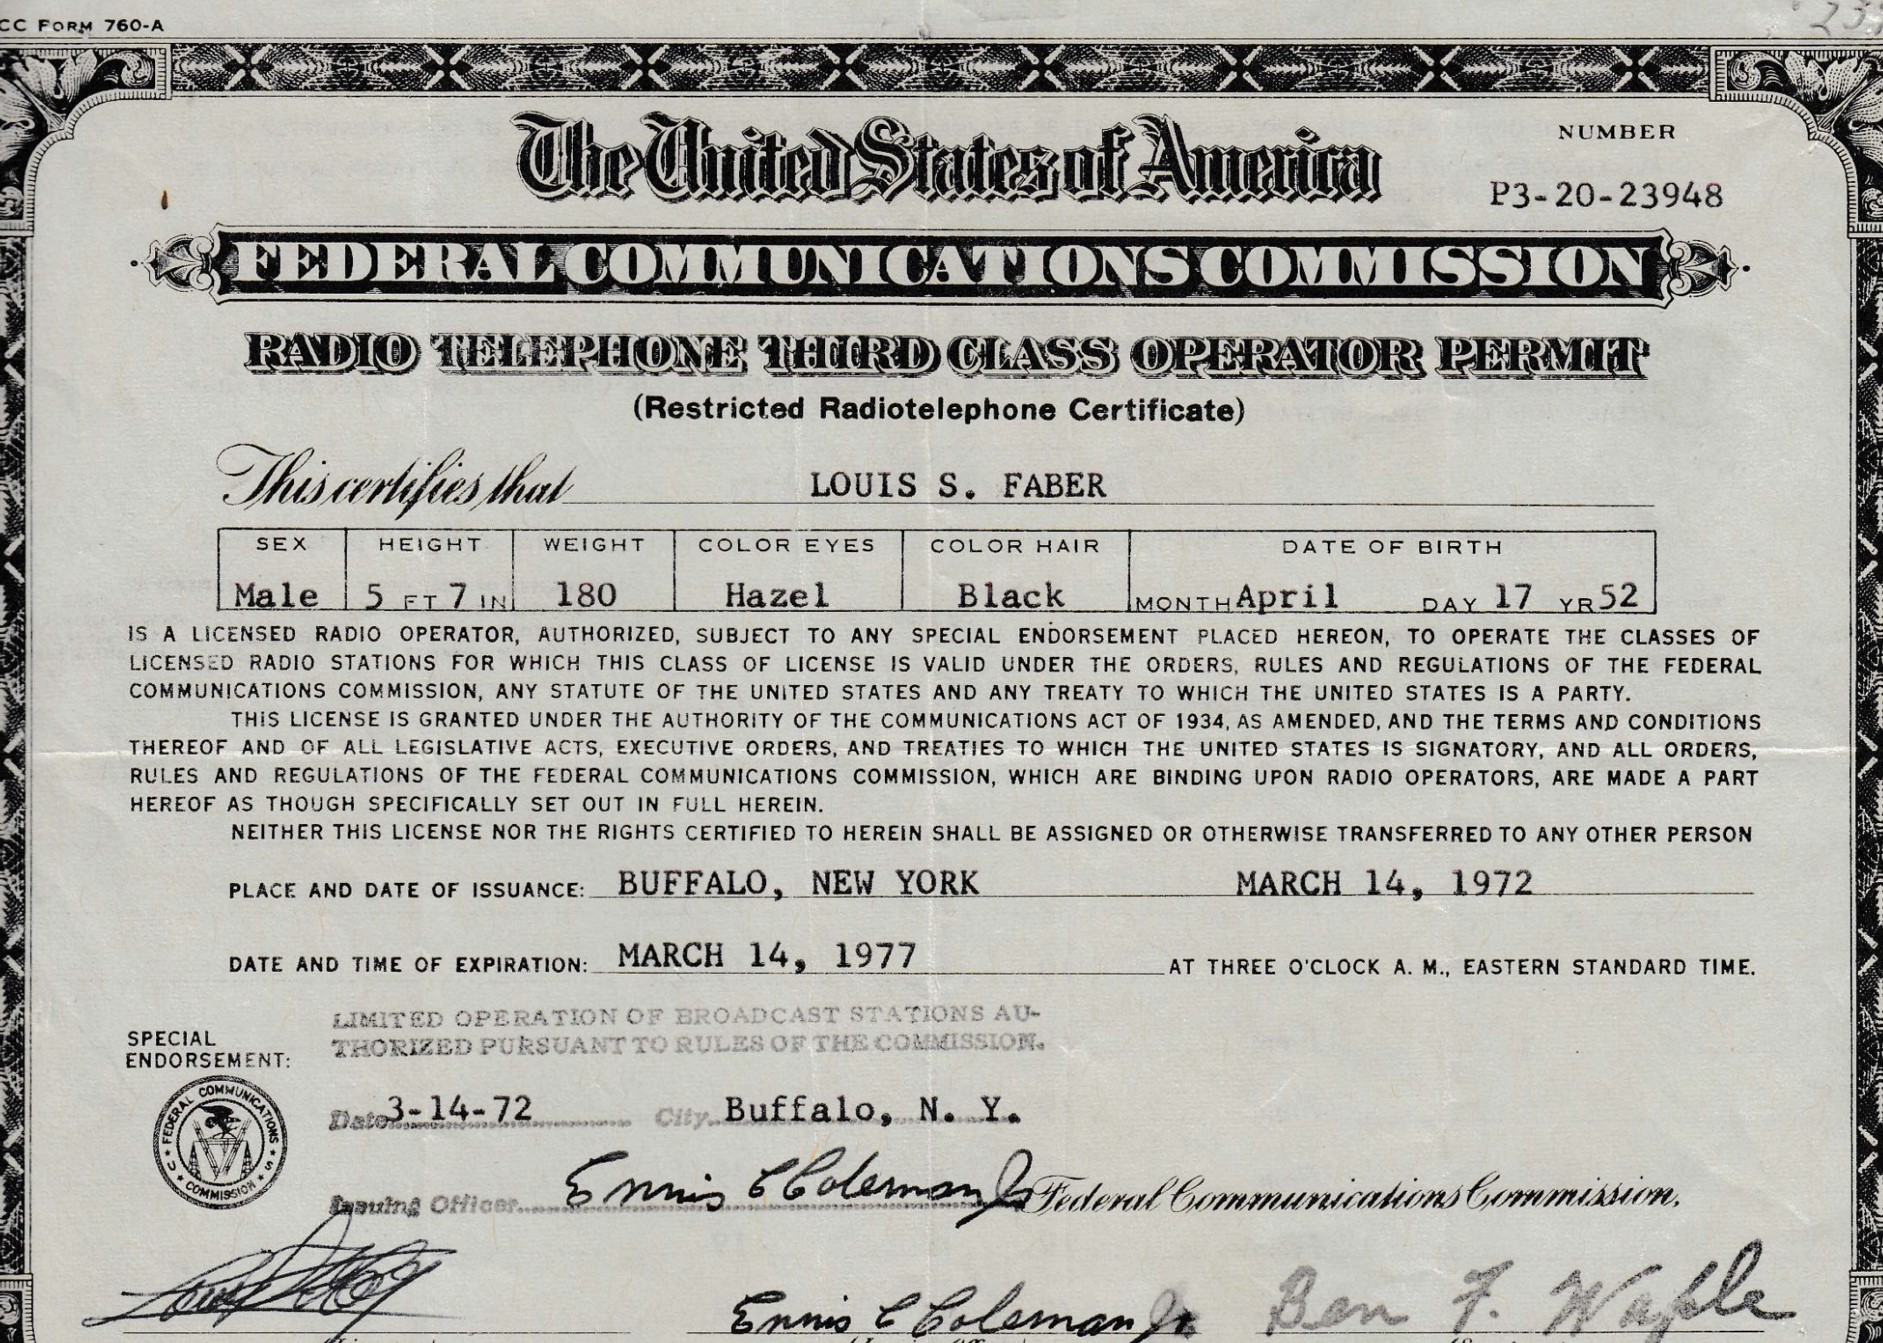 CC FORM 760-A
The United States of America
NUMBER
P3-20-23948
FEDERAL COMMUNICATIONS COMMISSION
RADIO TELEPHONE THIRD CLASS OPERATOR PERMIT
(Restricted Radiotelephone Certificate)
This certifies that LOUIS S. FABER
SEX HEIGHT WEIGHT COLOR EYES COLOR HAIR DATE OF BIRTH
Male 5 FT 7 IN 180 Hazel Black MONTH April DAY 17 YR 52
IS A LICENSED RADIO OPERATOR, AUTHORIZED, SUBJECT TO ANY SPECIAL ENDORSEMENT PLACED HEREON, TO OPERATE THE CLASSES OF
LICENSED RADIO STATIONS FOR WHICH THIS CLASS OF LICENSE IS VALID UNDER THE ORDERS, RULES AND REGULATIONS OF THE FEDERAL
COMMUNICATIONS COMMISSION, ANY STATUTE OF THE UNITED STATES AND ANY TREATY TO WHICH THE UNITED STATES IS A PARTY.
THIS LICENSE IS GRANTED UNDER THE AUTHORITY OF THE COMMUNICATIONS ACT OF 1934, AS AMENDED, AND THE TERMS AND CONDITIONS
THEREOF AND OF ALL LEGISLATIVE ACTS, EXECUTIVE ORDERS, AND TREATIES TO WHICH THE UNITED STATES IS SIGNATORY, AND ALL ORDERS,
RULES AND REGULATIONS OF THE FEDERAL COMMUNICATIONS COMMISSION, WHICH ARE BINDING UPON RADIO OPERATORS, ARE MADE A PART
HEREOF AS THOUGH SPECIFICALLY SET OUT IN FULL HEREIN.
NEITHER THIS LICENSE NOR THE RIGHTS CERTIFIED TO HEREIN SHALL BE ASSIGNED OR OTHERWISE TRANSFERRED TO ANY OTHER PERSON
PLACE AND DATE OF ISSUANCE: BUFFALO, NEW YORK MARCH 14, 1972
DATE AND TIME OF EXPIRATION: MARCH 14, 1977 AT THREE O'CLOCK A. M., EASTERN STANDARD TIME.
SPECIAL
ENDORSEMENT:
LIMITED OPERATION OF BROADCAST STATIONS AU-
THORIZED PURSUANT TO RULES OF THE COMMISSION.
FEDERAL COMMUNICATIONS COMMISSION
Date 3-14-72 City Buffalo, N. Y.
Issuing Officer Ennis C Coleman Jr Federal Communications Commission.
Ennis C Coleman Jr Ben F. Waple